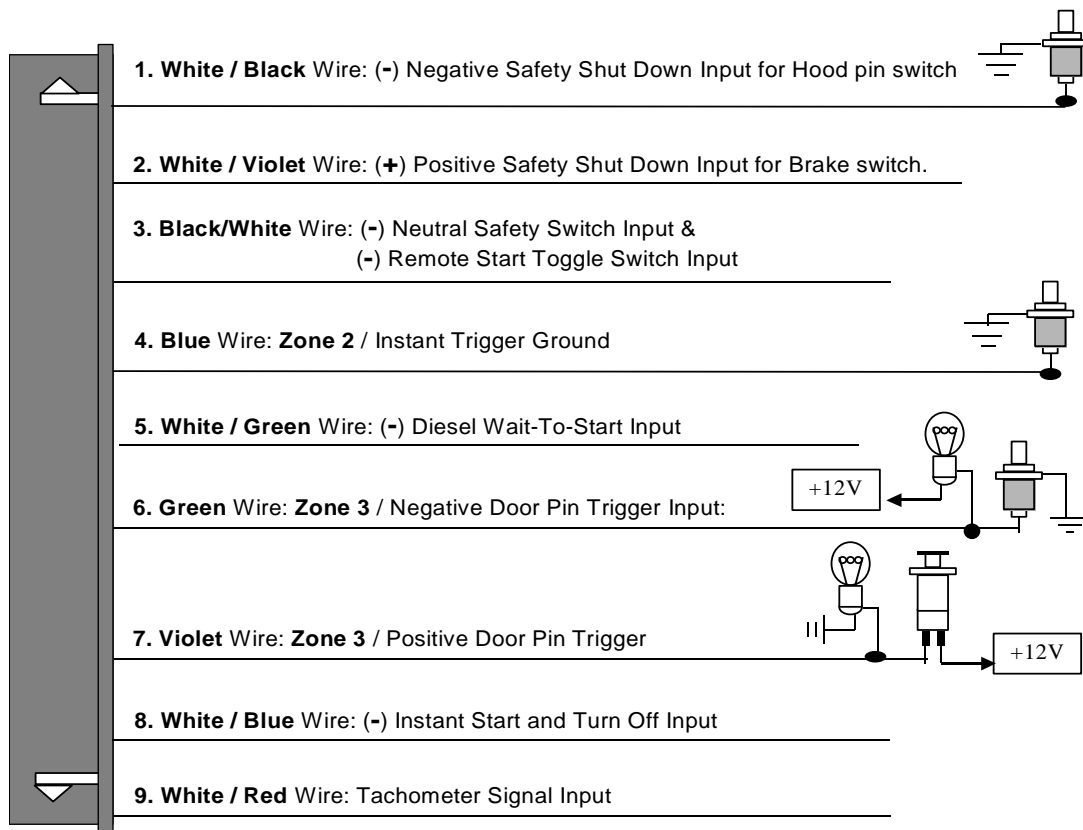 1. White / Black Wire: (-) Negative Safety Shut Down Input for Hood pin switch
2. White / Violet Wire: (+) Positive Safety Shut Down Input for Brake switch.
3. Black/White Wire: (-) Neutral Safety Switch Input &
(-) Remote Start Toggle Switch Input
4. Blue Wire: Zone 2 / Instant Trigger Ground
5. White / Green Wire: (-) Diesel Wait-To-Start Input
+12V
6. Green Wire: Zone 3 / Negative Door Pin Trigger Input:
7. Violet Wire: Zone 3 / Positive Door Pin Trigger
+12V
8. White / Blue Wire: (-) Instant Start and Turn Off Input
9. White / Red Wire: Tachometer Signal Input